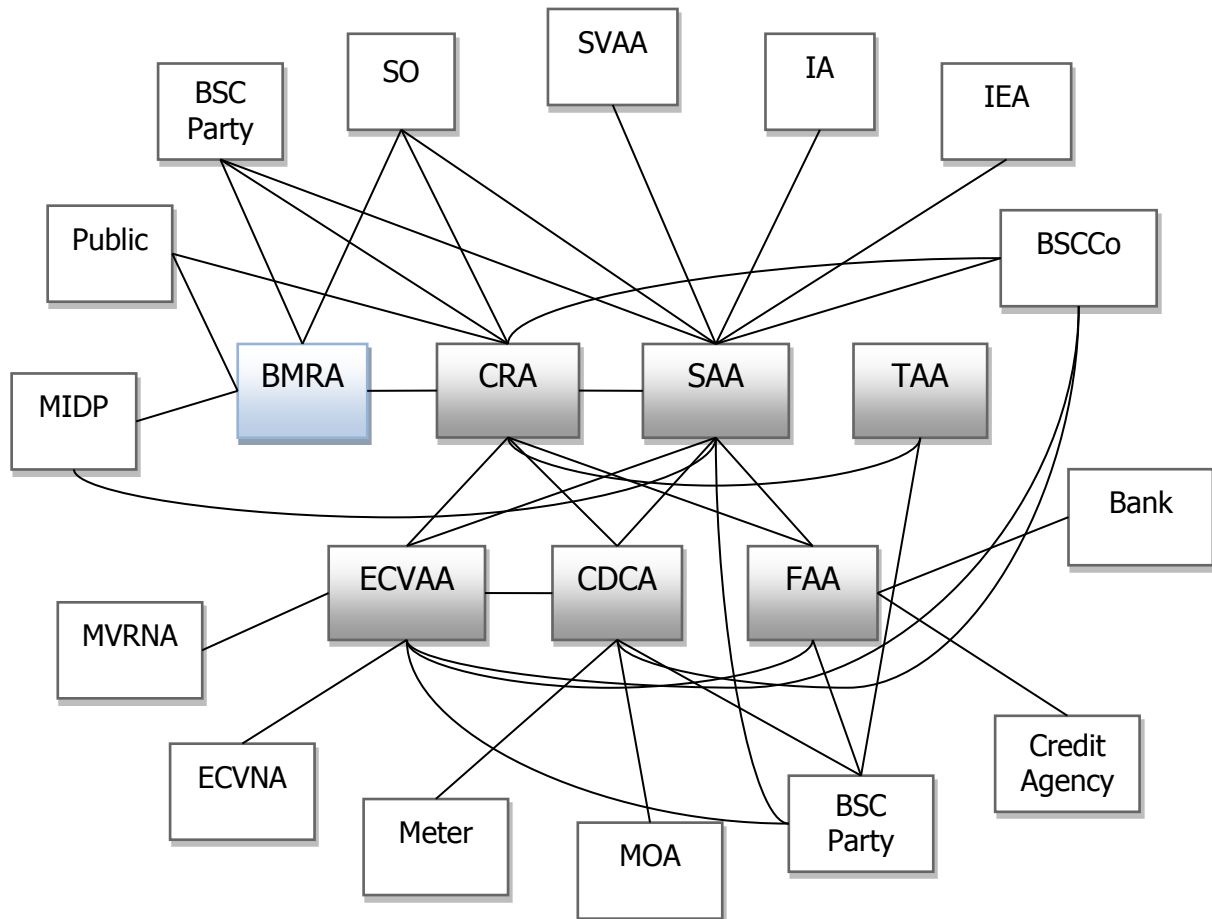 SVAA
SO
IA
BSC
Party
IEA
Public
BSCCo
BMRA
CRA
SAA
TAA
MIDP
Bank
ECVAA
CDCA
FAA
MVRNA
Credit
Agency
ECVNA
BSC
Party
Meter
MOA